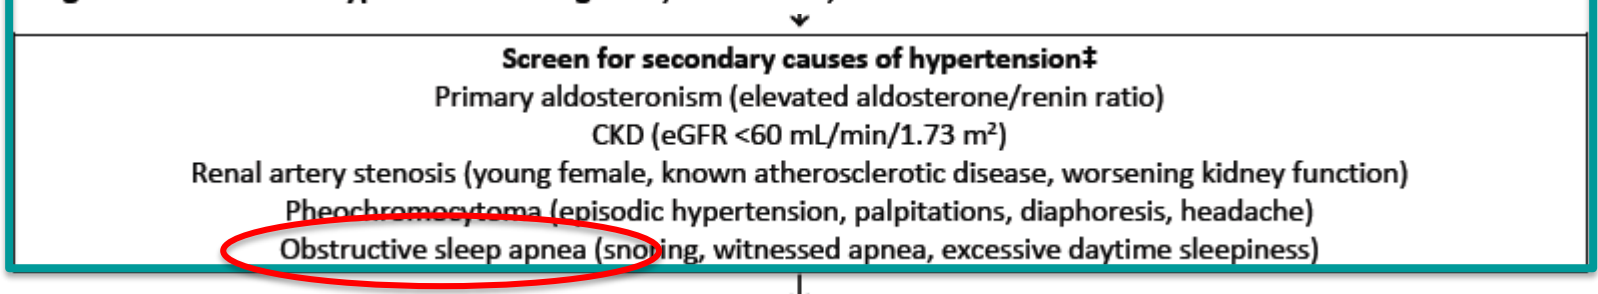 Screen for secondary causes of hypertension‡
Primary aldosteronism (elevated aldosterone/renin ratio)
CKD (eGFR <60 mL/min/1.73 m²)
Renal artery stenosis (young female, known atherosclerotic disease, worsening kidney function)
Pheochromocytoma (episodic hypertension, palpitations, diaphoresis, headache)
Obstructive sleep apnea (snoring, witnessed apnea, excessive daytime sleepiness)